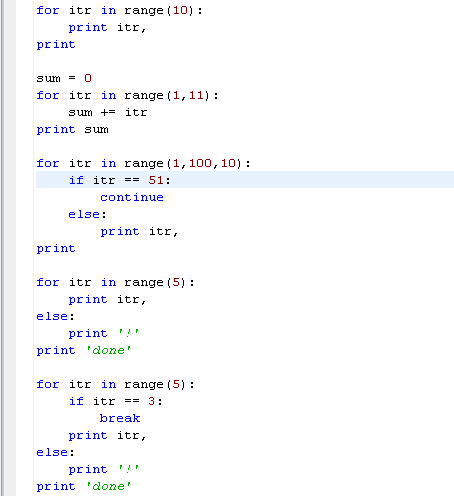 for itr in range(10):
    print itr,
print

sum = 0
for itr in range(1,11):
    sum += itr
print sum

for itr in range(1,100,10):
    if itr == 51:
        continue
    else:
        print itr,
print

for itr in range(5):
    print itr,
else:
    print '!'
print 'done'

for itr in range(5):
    if itr == 3:
        break
    print itr,
else:
    print '!'
print 'done'